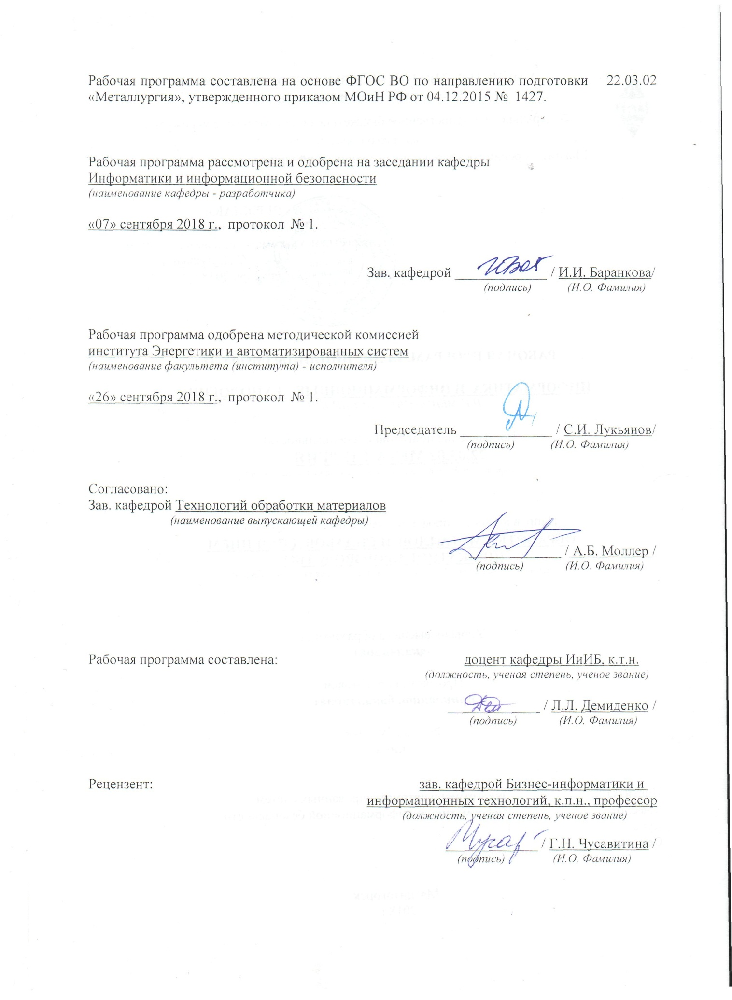 Рабочая программа составлена на основе ФГОС ВО по направлению подготовки 22.03.02
«Металлургия», утвержденного приказом МОиН РФ от 04.12.2015 № 1427.
Рабочая программа рассмотрена и одобрена на заседании кафедры
Информатики и информационной безопасности
(наименование кафедры - разработчика)
«07» сентября 2018 г., протокол № 1.
Зав. кафедрой ______________ / И.И. Баранкова/
(подпись) (И.О. Фамилия)
Рабочая программа одобрена методической комиссией
института Энергетики и автоматизированных систем
(наименование факультета (института) - исполнителя)
«26» сентября 2018 г., протокол № 1.
Председатель ______________ / С.И. Лукьянов/
(подпись) (И.О. Фамилия)
Согласовано:
Зав. кафедрой Технологий обработки материалов
(наименование выпускающей кафедры)
______________ / А.Б. Моллер /
(подпись) (И.О. Фамилия)
Рабочая программа составлена: доцент кафедры ИиИБ, к.т.н.
(должность, ученая степень, ученое звание)
______________ / Л.Л. Демиденко /
(подпись) (И.О. Фамилия)
Рецензент: зав. кафедрой Бизнес-информатики и
информационных технологий, к.п.н., профессор
(должность, ученая степень, ученое звание)
______________ / Г.Н. Чусавитина /
(подпись) (И.О. Фамилия)